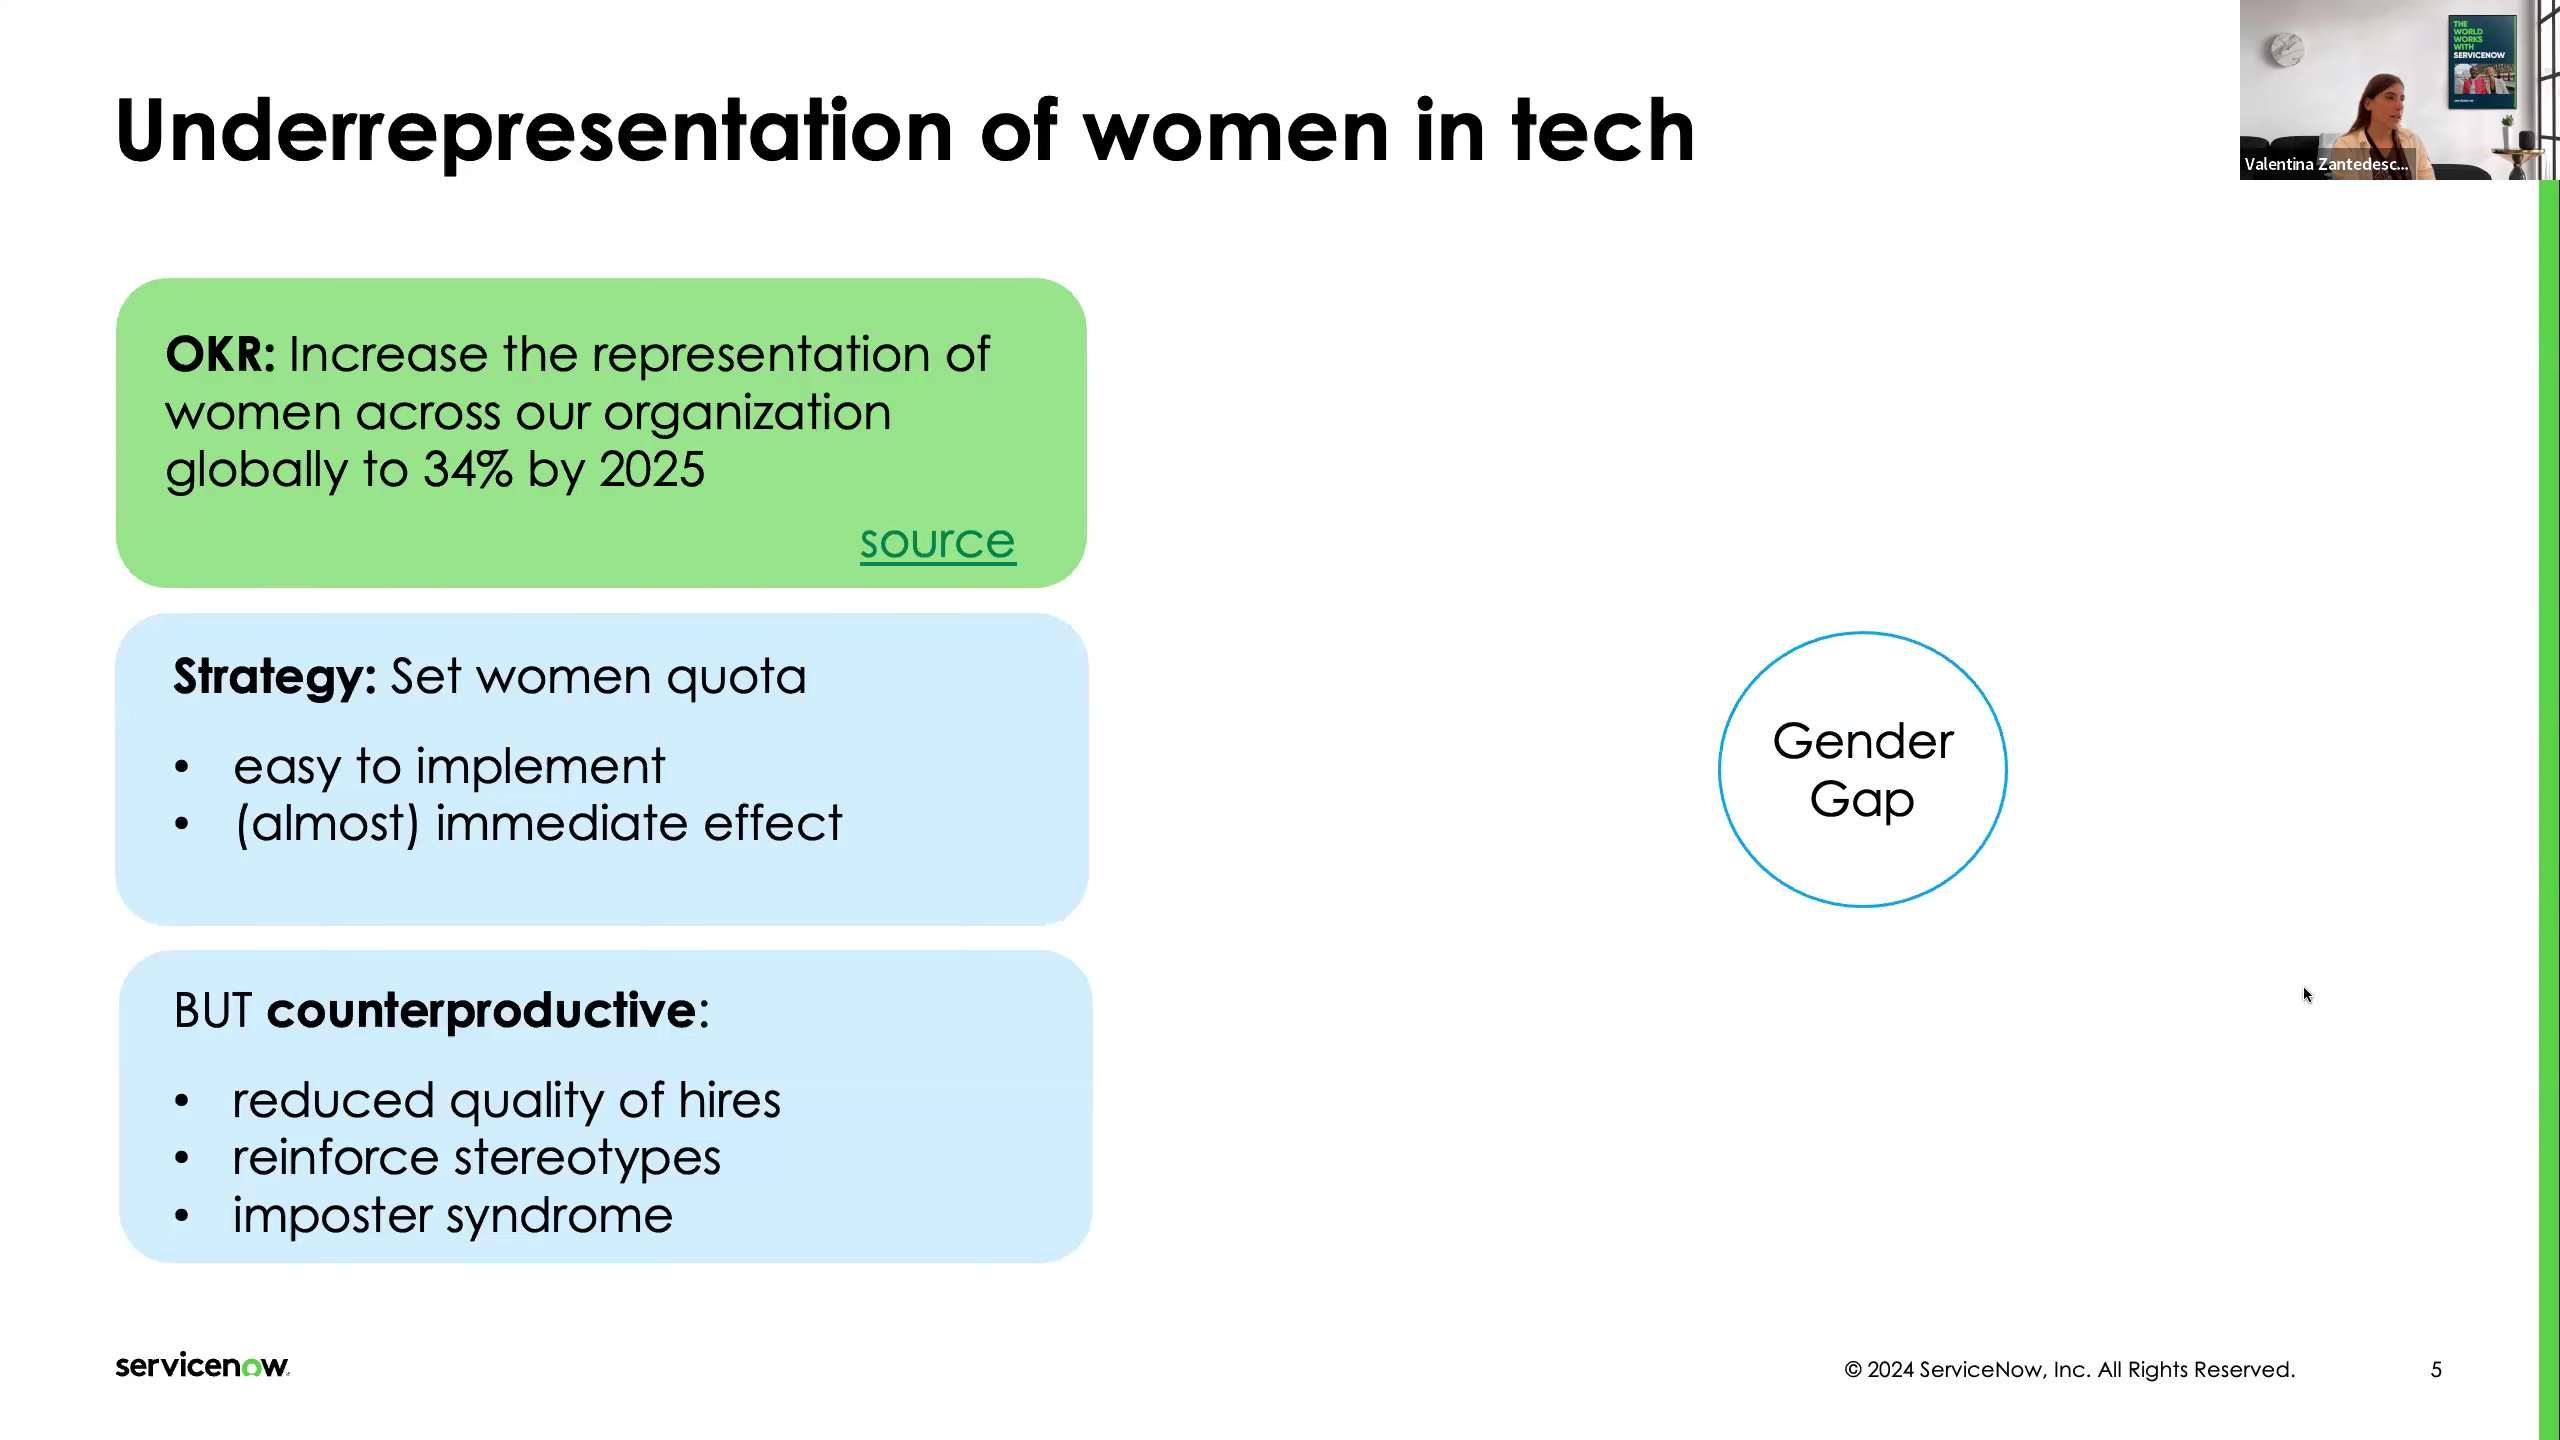 Underrepresentation of women in tech
THE
WORLD
WORKS
WITH
SERVICENOW
Valentina Zantedesc...
OKR: Increase the representation of
women across our organization
globally to 34% by 2025
source
Strategy: Set women quota
• easy to implement
• (almost) immediate effect
Gender
Gap
BUT counterproductive:
• reduced quality of hires
• reinforce stereotypes
• imposter syndrome
servicenow
© 2024 ServiceNow, Inc. All Rights Reserved.
5